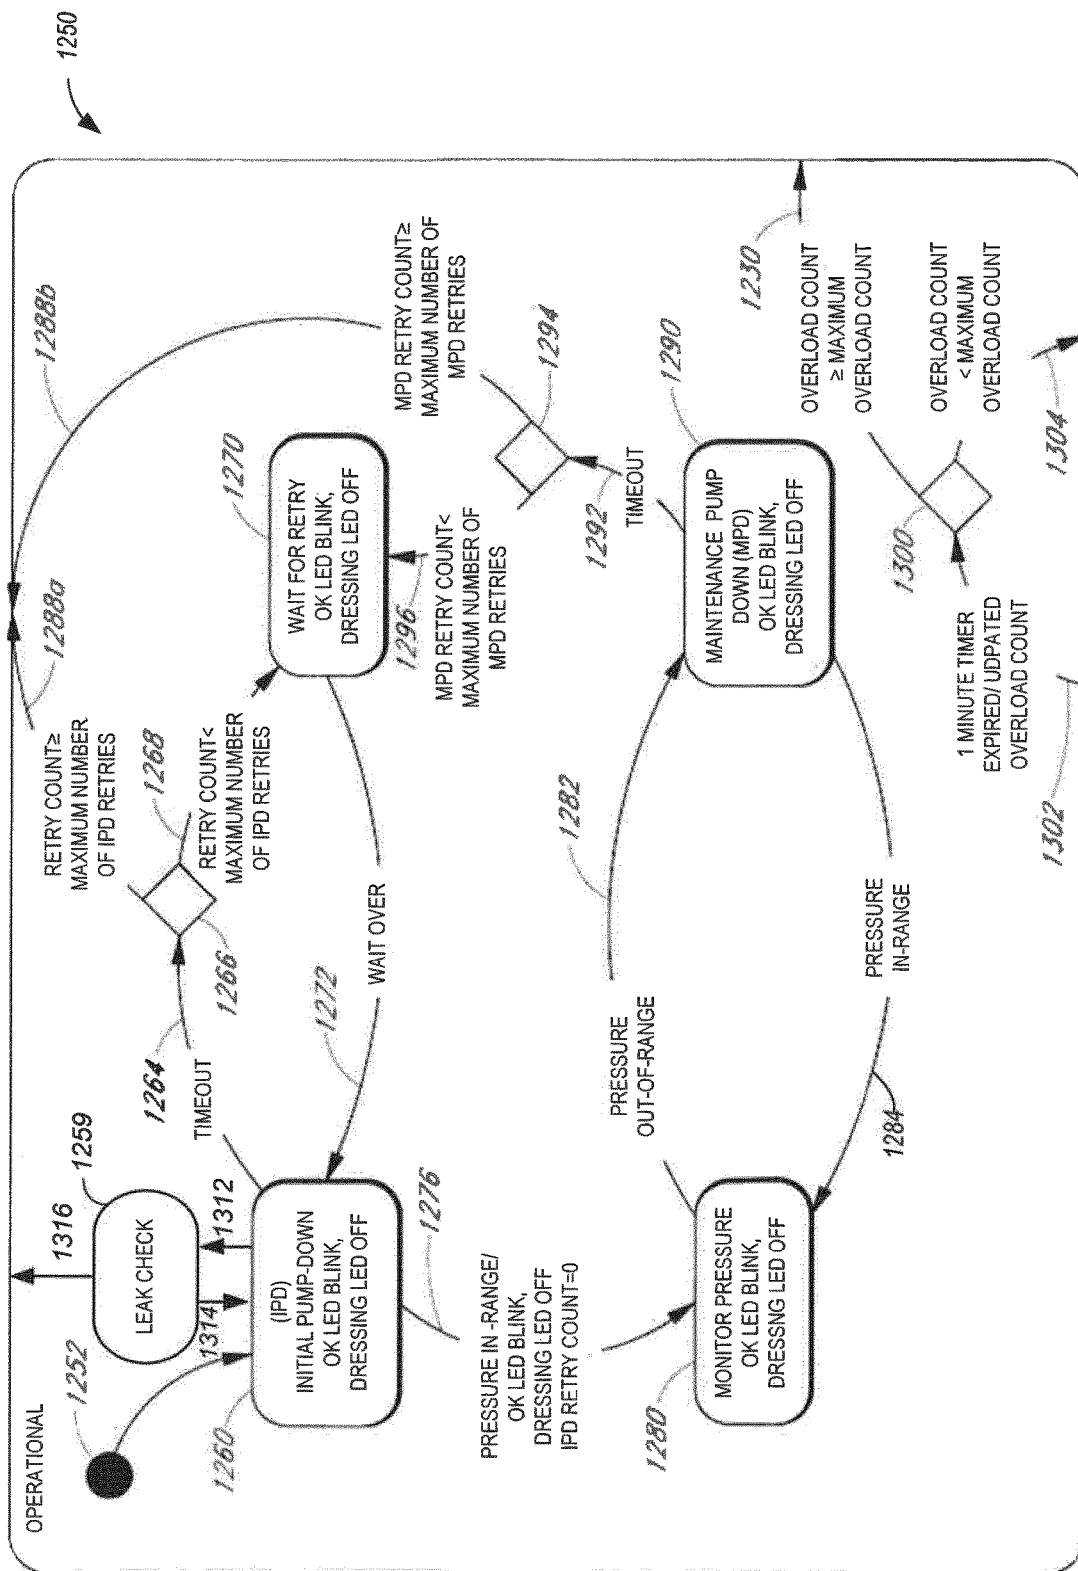 1250
OPERATIONAL
1252
1316
1259
LEAK CHECK
1314
1312
1260
(IPD)
INITIAL PUMP-DOWN
OK LED BLINK,
DRESSING LED OFF
TIMEOUT
1264
1266
1268
RETRY COUNT≥
MAXIMUM NUMBER
OF IPD RETRIES
1288a
1288b
RETRY COUNT<
MAXIMUM NUMBER
OF IPD RETRIES
1270
WAIT FOR RETRY
OK LED BLINK,
DRESSING LED OFF
WAIT OVER
1272
1276
PRESSURE IN -RANGE/
OK LED BLINK,
DRESSING LED OFF
IPD RETRY COUNT=0
1296
MPD RETRY COUNT<
MAXIMUM NUMBER OF
MPD RETRIES
MPD RETRY COUNT≥
MAXIMUM NUMBER OF
MPD RETRIES
1294
1292
TIMEOUT
1280
MONITOR PRESSURE
OK LED BLINK,
DRESSNG LED OFF
PRESSURE
OUT-OF-RANGE
1282
1290
MAINTENANCE PUMP
DOWN (MPD)
OK LED BLINK,
DRESSING LED OFF
PRESSURE
IN-RANGE
1284
1230
OVERLOAD COUNT
≥ MAXIMUM
OVERLOAD COUNT
1300
OVERLOAD COUNT
< MAXIMUM
OVERLOAD COUNT
1 MINUTE TIMER
EXPIRED/ UDPATED
OVERLOAD COUNT
1302
1304